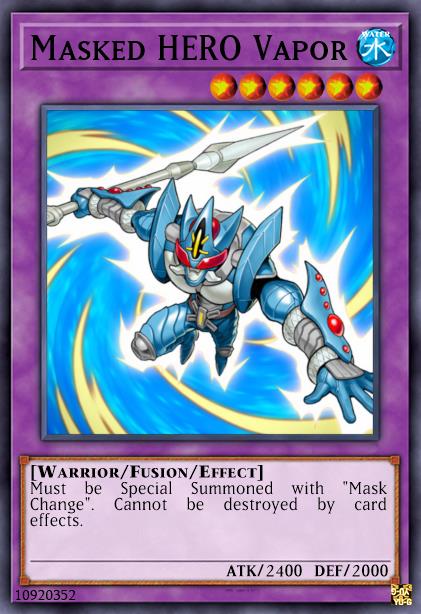 Masked HERO Vapor
WATER
水
[Warrior/Fusion/Effect]
Must be Special Summoned with "Mask
Change". Cannot be destroyed by card
effects.
ATK/2400 DEF/2000
10920352